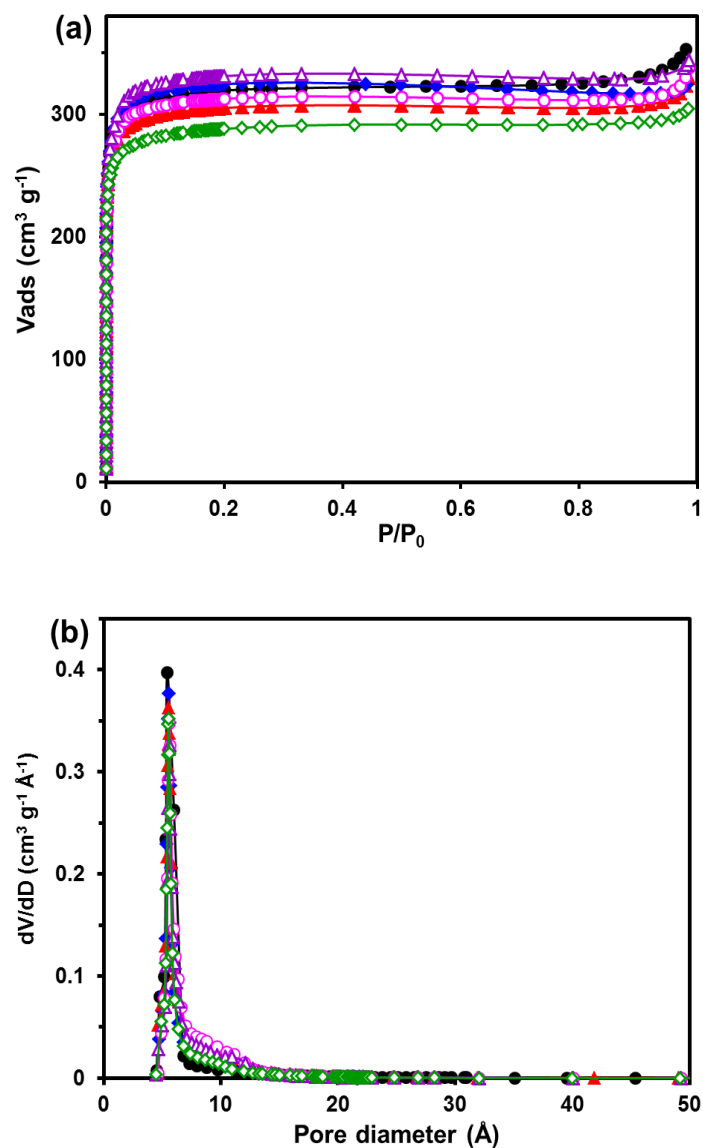 (a)
300
200
100
0
Vads (cm³ g⁻¹)
0 0.2 0.4 0.6 0.8 1
P/P₀
(b)
0.4
0.3
0.2
0.1
0
dV/dD (cm³ g⁻¹ Å⁻¹)
0 10 20 30 40 50
Pore diameter (Å)